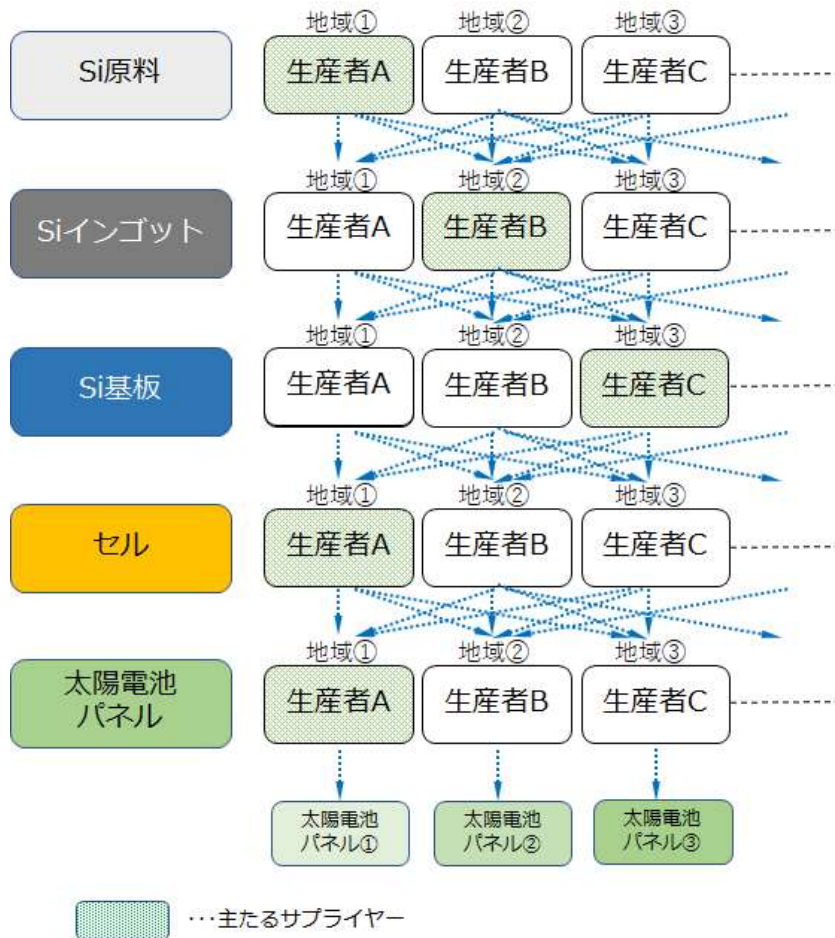 地域① 地域② 地域③
Si原料 生産者A 生産者B 生産者C
地域① 地域② 地域③
Siインゴット 生産者A 生産者B 生産者C
地域① 地域② 地域③
Si基板 生産者A 生産者B 生産者C
地域① 地域② 地域③
セル 生産者A 生産者B 生産者C
地域① 地域② 地域③
太陽電池
パネル 生産者A 生産者B 生産者C
太陽電池
パネル①
太陽電池
パネル②
太陽電池
パネル③
･･･主たるサプライヤー